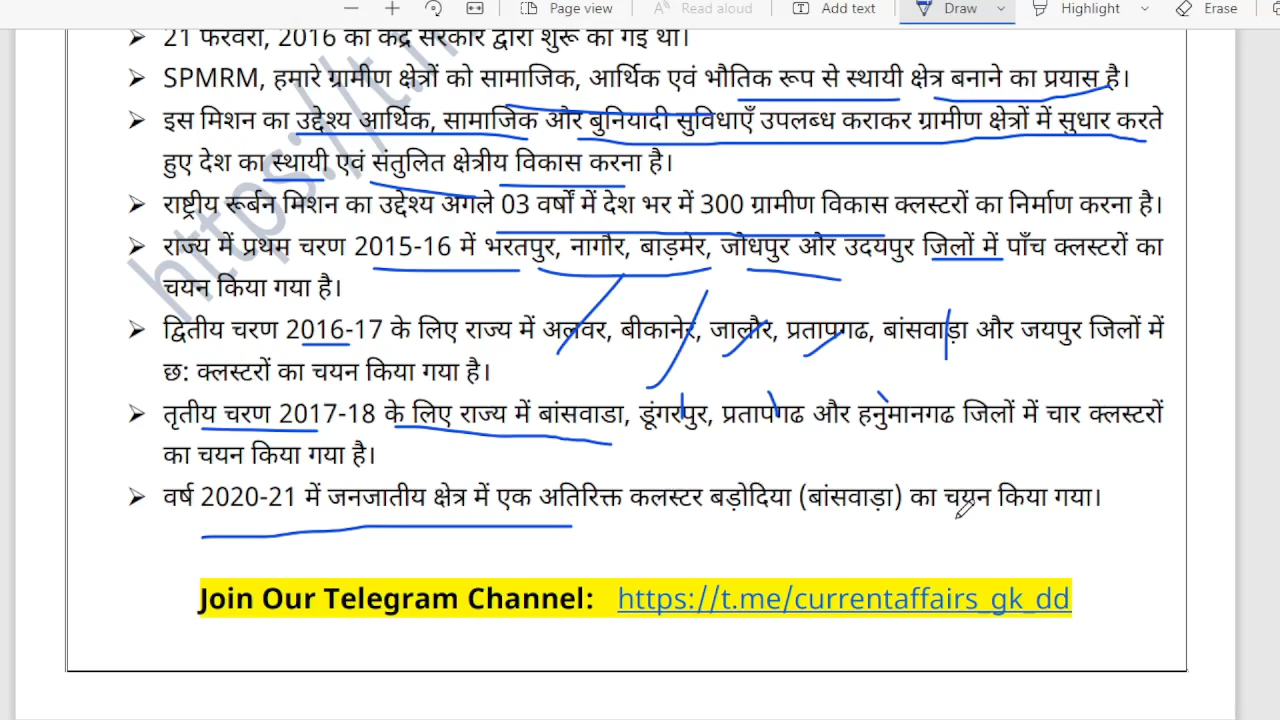 Page view
Read aloud
Add text
Draw
Highlight
Erase
21 फरवरी, 2016 को केंद्र सरकार द्वारा शुरू की गई थी।
SPMRM, हमारे ग्रामीण क्षेत्रों को सामाजिक, आर्थिक एवं भौतिक रूप से स्थायी क्षेत्र बनाने का प्रयास है।
इस मिशन का उद्देश्य आर्थिक, सामाजिक और बुनियादी सुविधाएँ उपलब्ध कराकर ग्रामीण क्षेत्रों में सुधार करते
हुए देश का स्थायी एवं संतुलित क्षेत्रीय विकास करना है।
राष्ट्रीय रूर्बन मिशन का उद्देश्य अगले 03 वर्षों में देश भर में 300 ग्रामीण विकास क्लस्टरों का निर्माण करना है।
राज्य में प्रथम चरण 2015-16 में भरतपुर, नागौर, बाड़मेर, जोधपुर और उदयपुर जिलों में पाँच क्लस्टरों का
चयन किया गया है।
द्वितीय चरण 2016-17 के लिए राज्य में अलवर, बीकानेर, जालौर, प्रतापगढ, बांसवाड़ा और जयपुर जिलों में
छ: क्लस्टरों का चयन किया गया है।
तृतीय चरण 2017-18 के लिए राज्य में बांसवाडा, डूंगरपुर, प्रतापगढ और हनुमानगढ जिलों में चार क्लस्टरों
का चयन किया गया है।
वर्ष 2020-21 में जनजातीय क्षेत्र में एक अतिरिक्त कलस्टर बड़ोदिया (बांसवाड़ा) का चयन किया गया।
Join Our Telegram Channel: https://t.me/currentaffairs_gk_dd